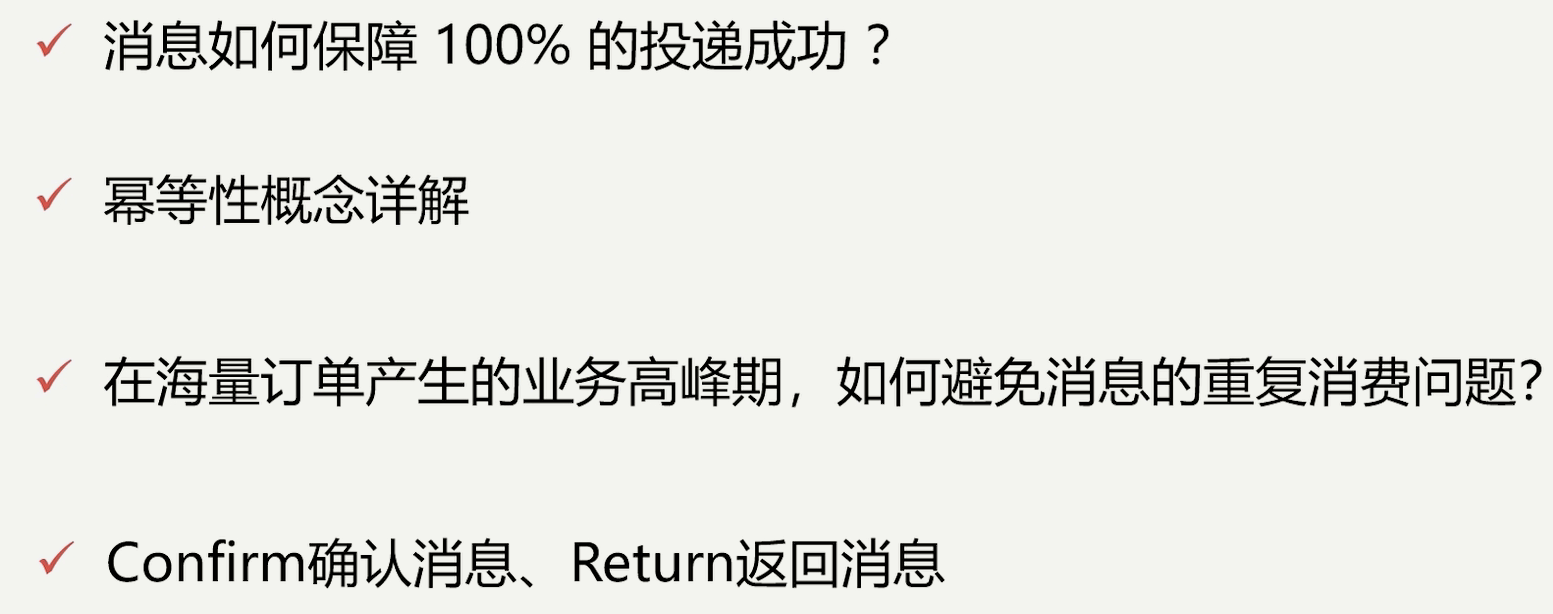 消息如何保障 100% 的投递成功？
幂等性概念详解
在海量订单产生的业务高峰期，如何避免消息的重复消费问题?
Confirm确认消息、Return返回消息